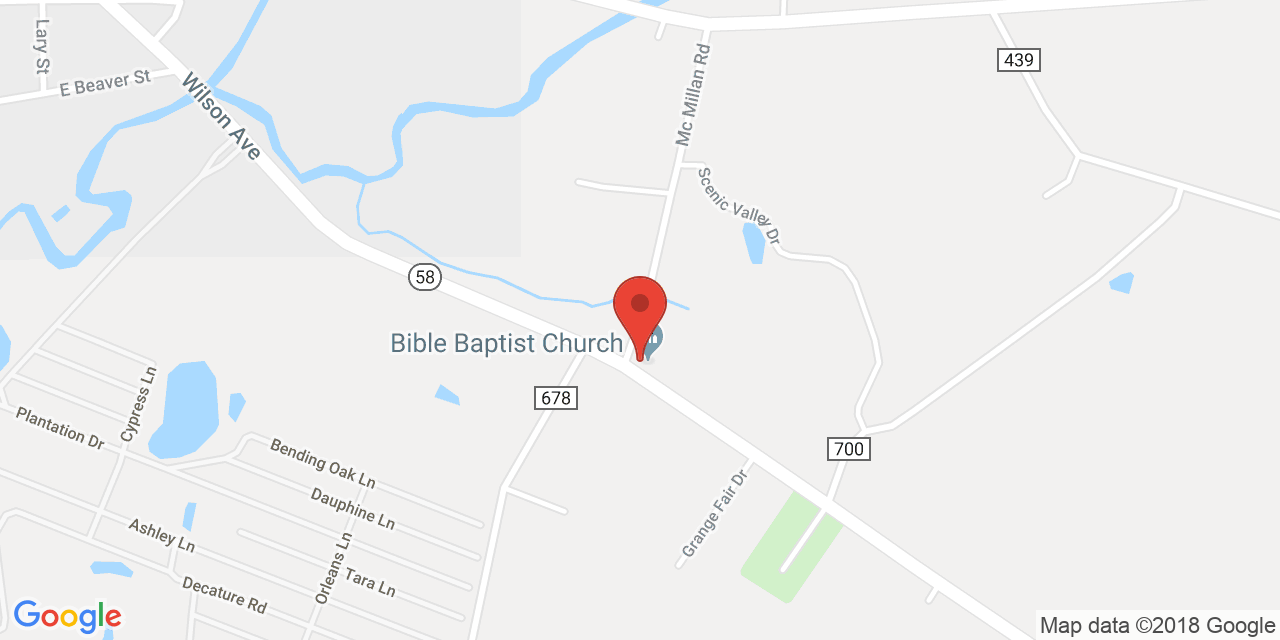 Lary St
E Beaver St
Wilson Ave
Mc Millan Rd
439
Scenic Valley Dr
58
Bible Baptist Church
678
Cypress Ln
Plantation Dr
Bending Oak Ln
700
Dauphine Ln
Grange Fair Dr
Ashley Ln
Orleans Ln
Tara Ln
Decature Rd
Google
Map data ©2018 Google